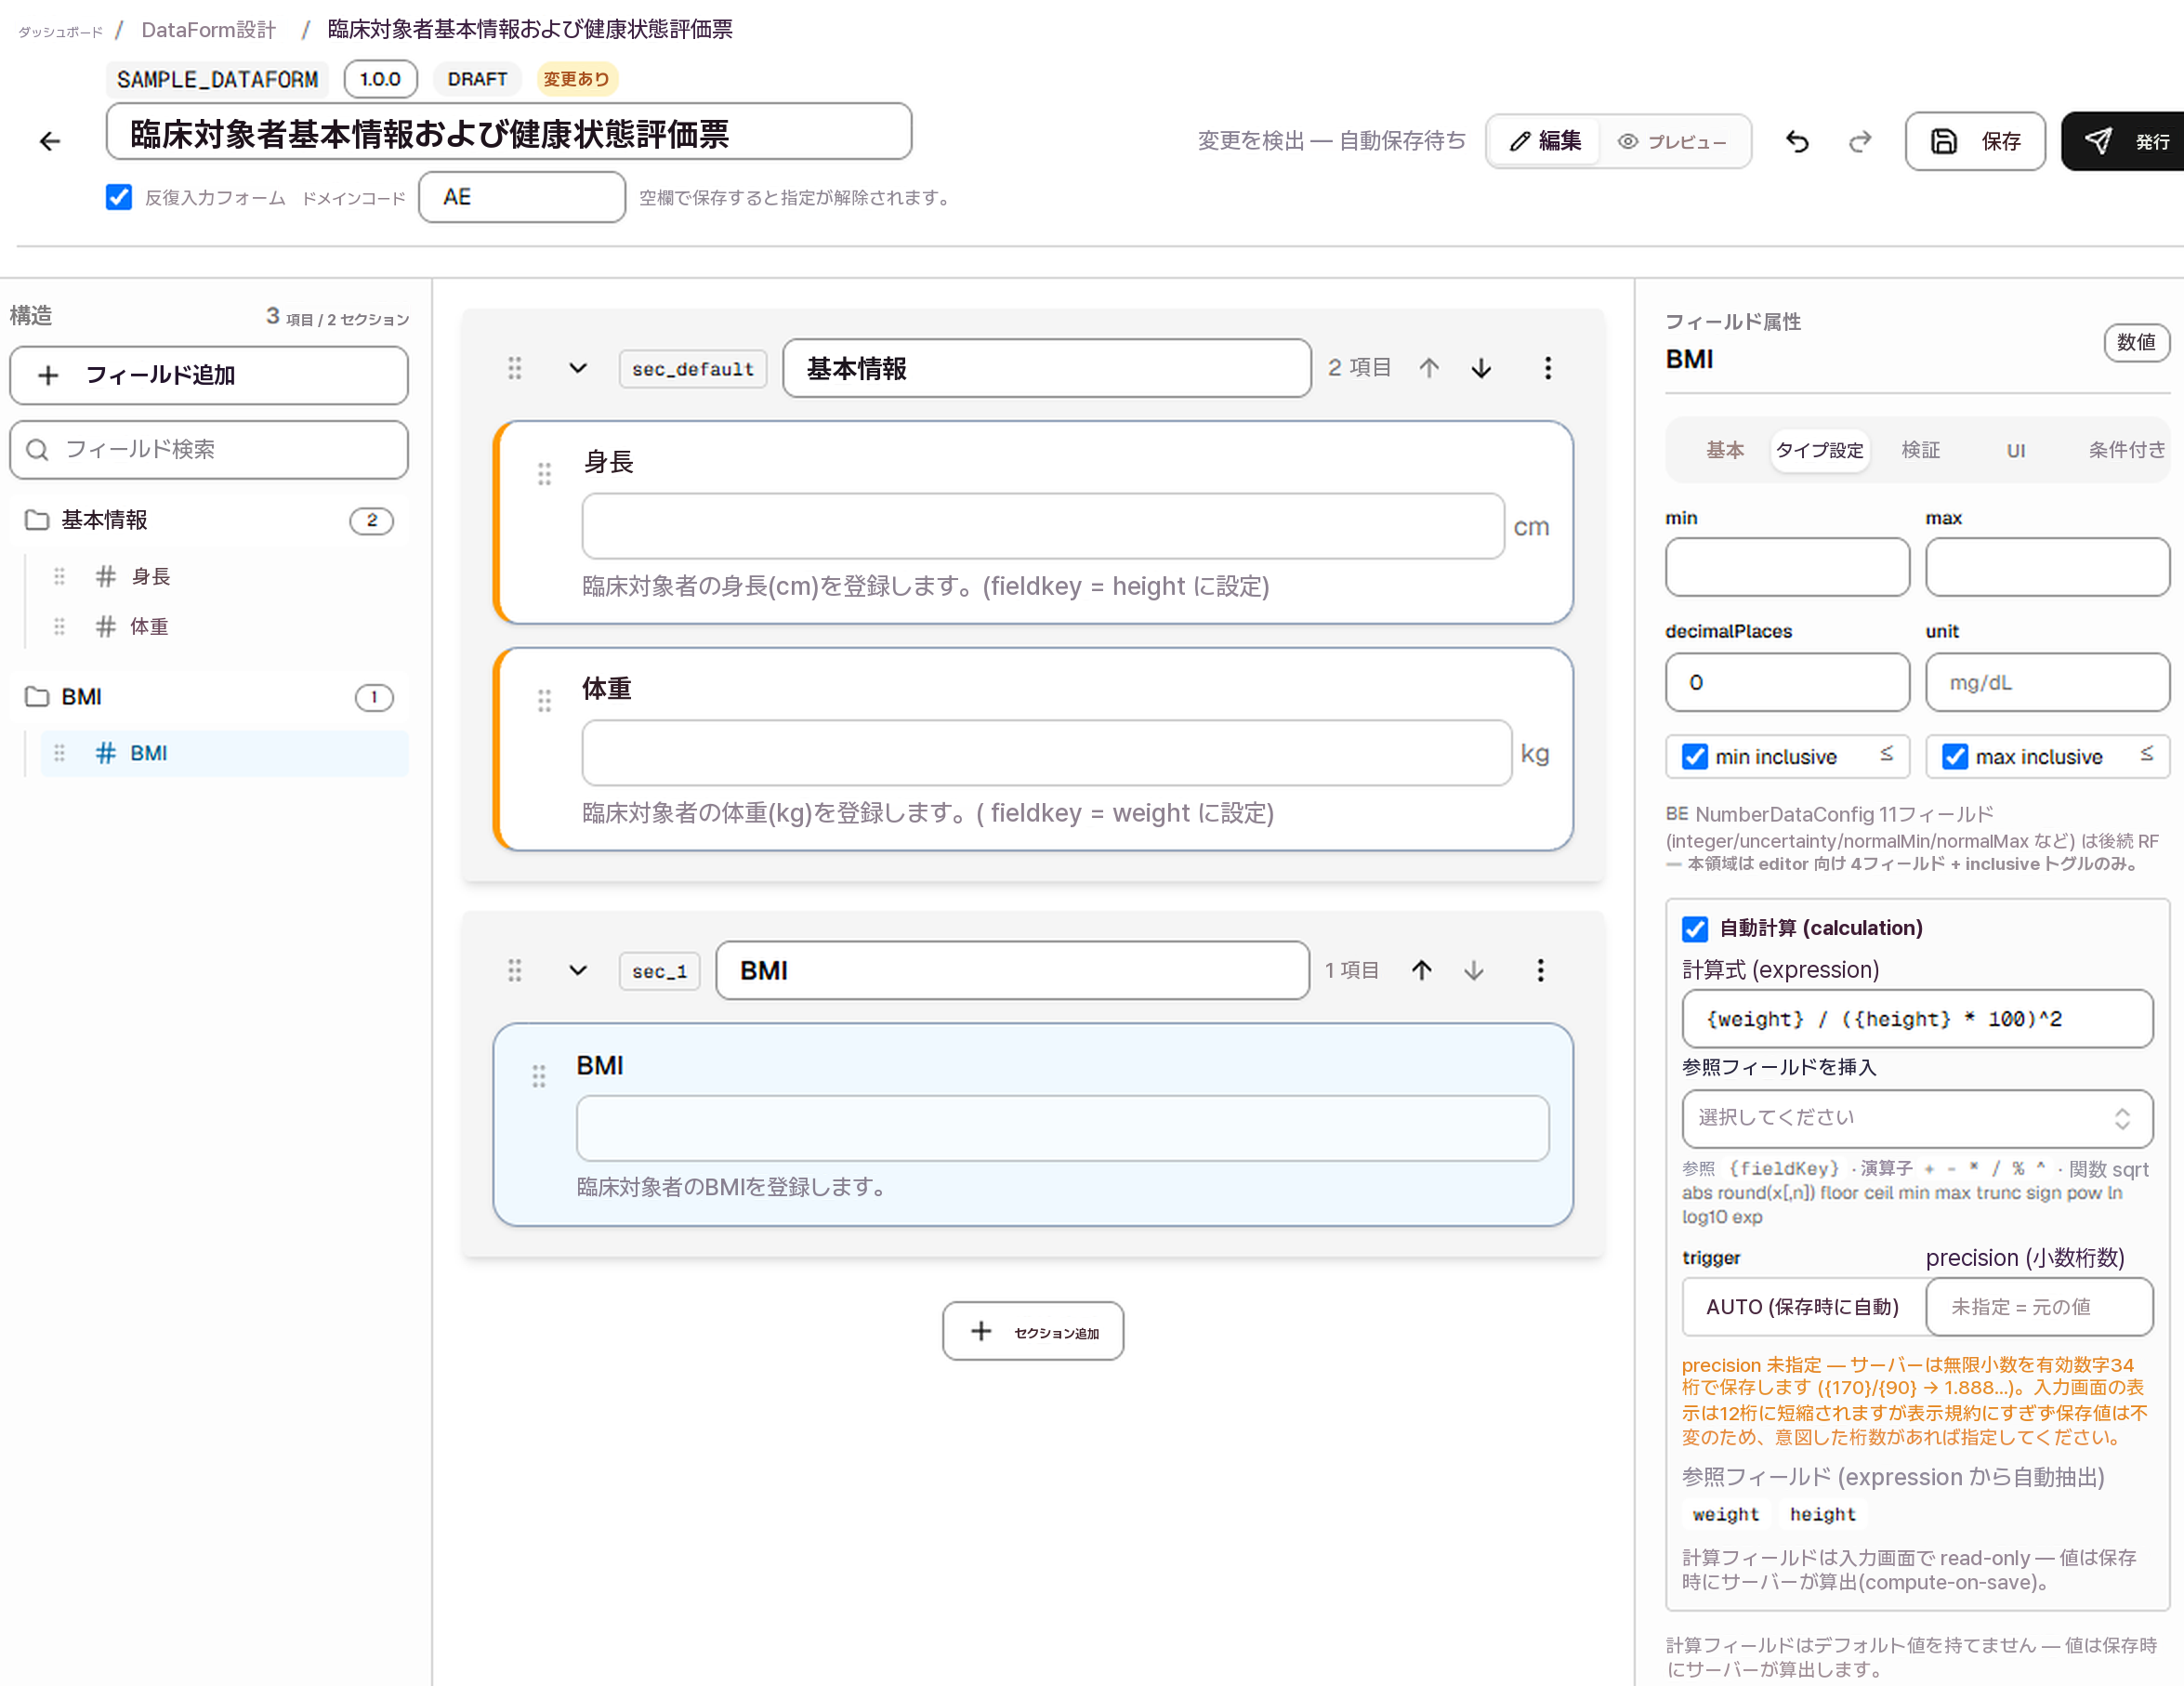 ダッシュボード / DataForm設計 / 臨床対象者基本情報および健康状態評価票
SAMPLE_DATAFORM 1.0.0 DRAFT 変更あり
臨床対象者基本情報および健康状態評価票
変更を検出 — 自動保存待ち 編集 プレビュー 保存 発行
反復入力フォーム ドメインコード AE 空欄で保存すると指定が解除されます。
構造 3 項目 / 2 セクション
フィールド追加
フィールド検索
基本情報 2
身長
体重
BMI 1
BMI
sec_default 基本情報 2 項目
身長
cm
臨床対象者の身長(cm)を登録します。(fieldkey = height に設定)
体重
kg
臨床対象者の体重(kg)を登録します。( fieldkey = weight に設定)
sec_1 BMI 1 項目
BMI
臨床対象者のBMIを登録します。
セクション追加
フィールド属性
BMI 数値
基本 タイプ設定 検証 UI 条件付き
min max
decimalPlaces unit
0 mg/dL
min inclusive ≤ max inclusive ≤
BE NumberDataConfig 11フィールド
(integer/uncertainty/normalMin/normalMax など) は後続 RF
— 本領域は editor 向け 4フィールド + inclusive トグルのみ。
自動計算 (calculation)
計算式 (expression)
{weight} / ({height} * 100)^2
参照フィールドを挿入
選択してください
参照 {fieldKey} · 演算子 + - * / % ^ · 関数 sqrt
abs round(x[,n]) floor ceil min max trunc sign pow ln
log10 exp
trigger precision (小数桁数)
AUTO (保存時に自動) 未指定 = 元の値
precision 未指定 — サーバーは無限小数を有効数字34
桁で保存します ({170}/{90} → 1.888…)。入力画面の表
示は12桁に短縮されますが表示規約にすぎず保存値は不
変のため、意図した桁数があれば指定してください。
参照フィールド (expression から自動抽出)
weight height
計算フィールドは入力画面で read-only — 値は保存
時にサーバーが算出(compute-on-save)。
計算フィールドはデフォルト値を持てません — 値は保存時
にサーバーが算出します。